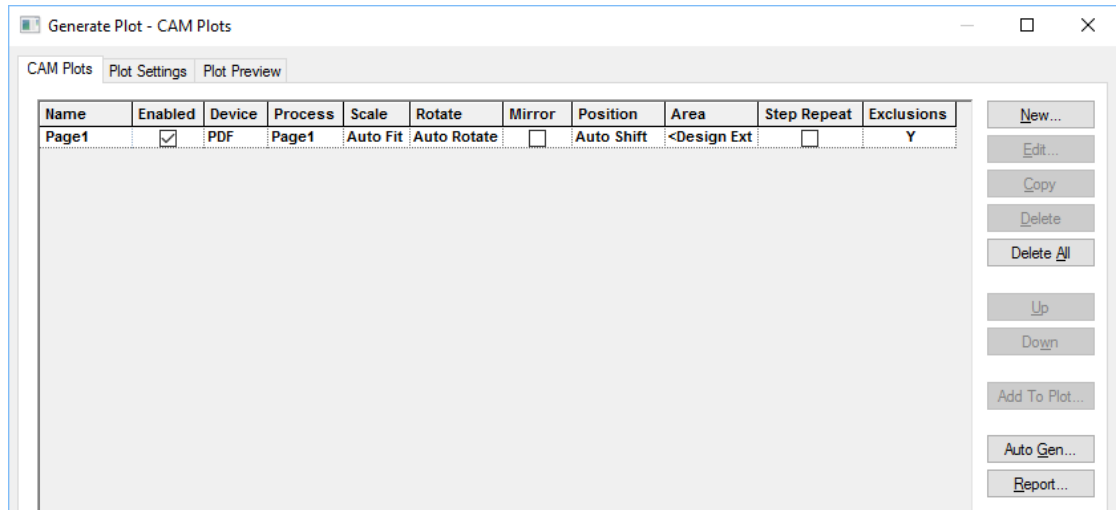 Generate Plot - CAM Plots
CAM Plots Plot Settings Plot Preview
Name Enabled Device Process Scale Rotate Mirror Position Area Step Repeat Exclusions
Page1 PDF Page1 Auto Fit Auto Rotate Auto Shift <Design Ext Y
New...
Edit...
Copy
Delete
Delete All
Up
Down
Add To Plot...
Auto Gen...
Report...